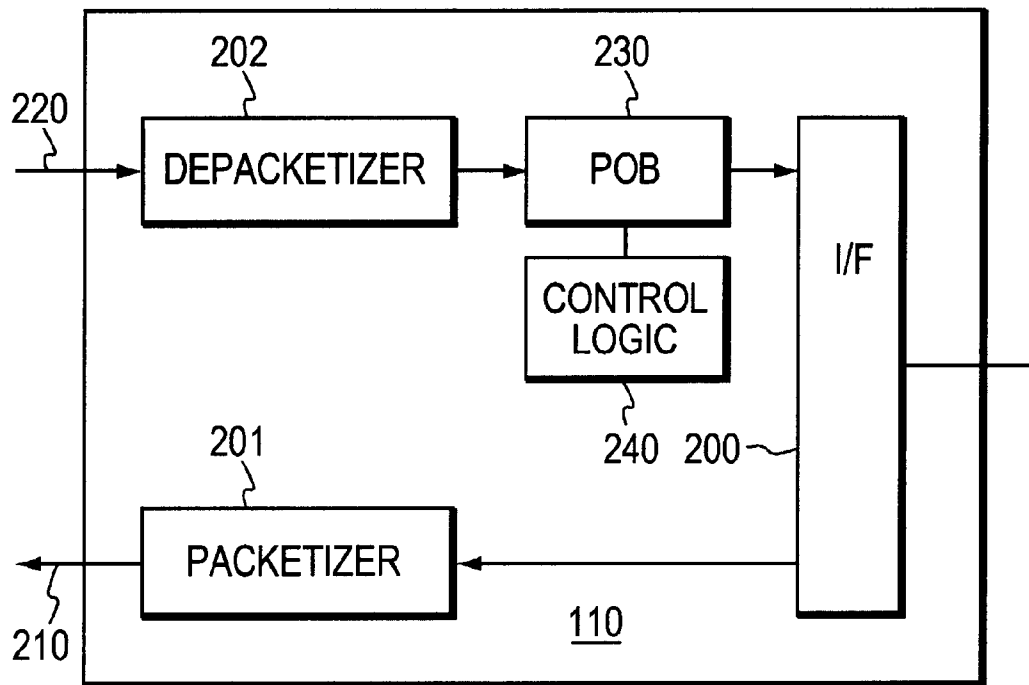 202
230
220
DEPACKETIZER
POB
I/F
CONTROL
LOGIC
240
200
201
PACKETIZER
210
110